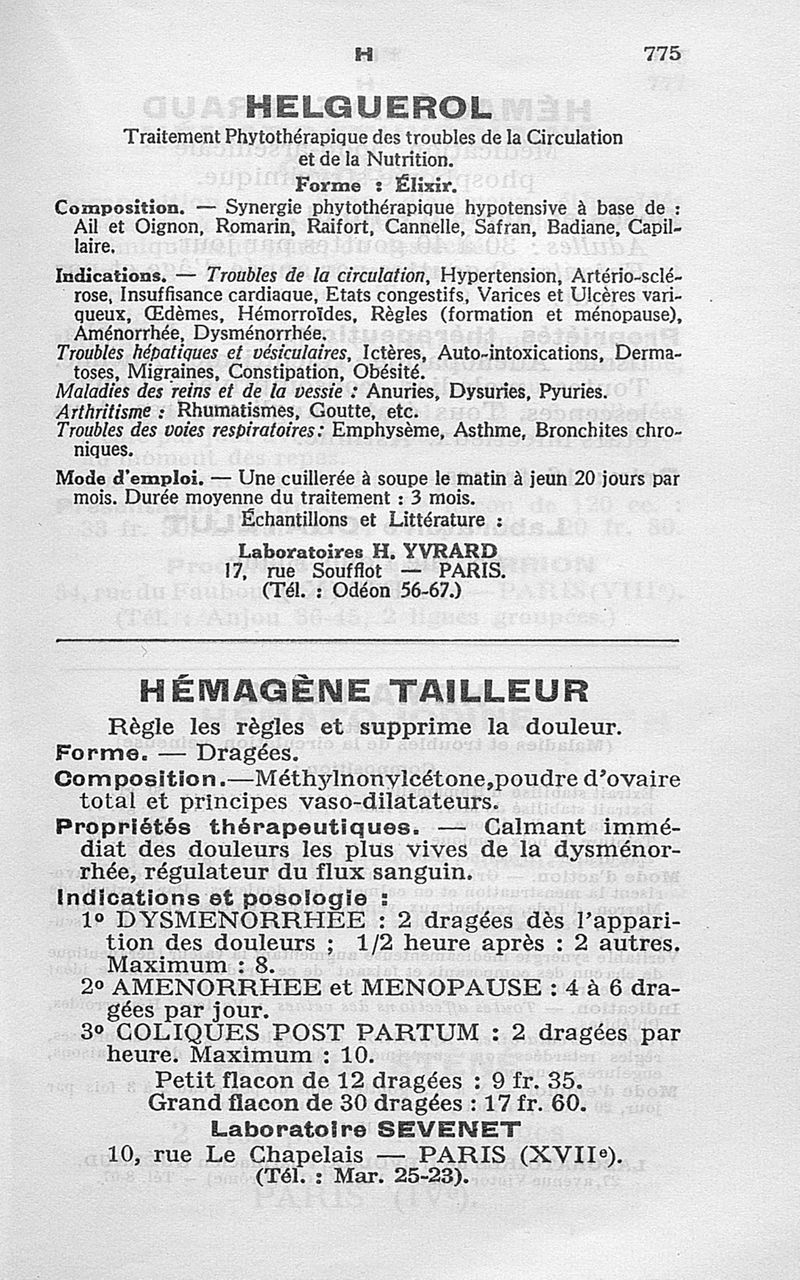 H 775
HELGUEROL
Traitement Phytothérapique des troubles de la Circulation
et de la Nutrition.
Forme : Élixir.
Composition. — Synergie phytothérapique hypotensive à base de :
Ail et Oignon, Romarin, Raifort, Cannelle, Safran, Badiane, Capil-
laire.
Indications. — Troubles de la circulation, Hypertension, Artério-sclé-
rose, Insuffisance cardiaque, Etats congestifs, Varices et Ulcères vari-
queux, Œdèmes, Hémorroïdes, Règles (formation et ménopause),
Aménorrhée, Dysménorrhée.
Troubles hépatiques et vésiculaires, Ictères, Auto-intoxications, Derma-
toses, Migraines, Constipation, Obésité.
Maladies des reins et de la vessie : Anuries, Dysuries, Pyuries.
Arthritisme : Rhumatismes, Goutte, etc.
Troubles des voies respiratoires : Emphysème, Asthme, Bronchites chro-
niques.
Mode d'emploi. — Une cuillerée à soupe le matin à jeun 20 jours par
mois. Durée moyenne du traitement : 3 mois.
Échantillons et Littérature :
Laboratoires H. YVRARD
17, rue Soufflot — PARIS.
(Tél. : Odéon 56-67.)
HÉMAGÈNE TAILLEUR
Règle les règles et supprime la douleur.
Forme. — Dragées.
Composition.—Méthylnonylcétone,poudre d'ovaire
total et principes vaso-dilatateurs.
Propriétés thérapeutiques. — Calmant immé-
diat des douleurs les plus vives de la dysménor-
rhée, régulateur du flux sanguin.
Indications et posologie :
1º DYSMENORRHEE : 2 dragées dès l'appari-
tion des douleurs ; 1/2 heure après : 2 autres.
Maximum : 8.
2º AMENORRHEE et MENOPAUSE : 4 à 6 dra-
gées par jour.
3º COLIQUES POST PARTUM : 2 dragées par
heure. Maximum : 10.
Petit flacon de 12 dragées : 9 fr. 35.
Grand flacon de 30 dragées : 17 fr. 60.
Laboratoire SEVENET
10, rue Le Chapelais — PARIS (XVIIe).
(Tél. : Mar. 25-23).